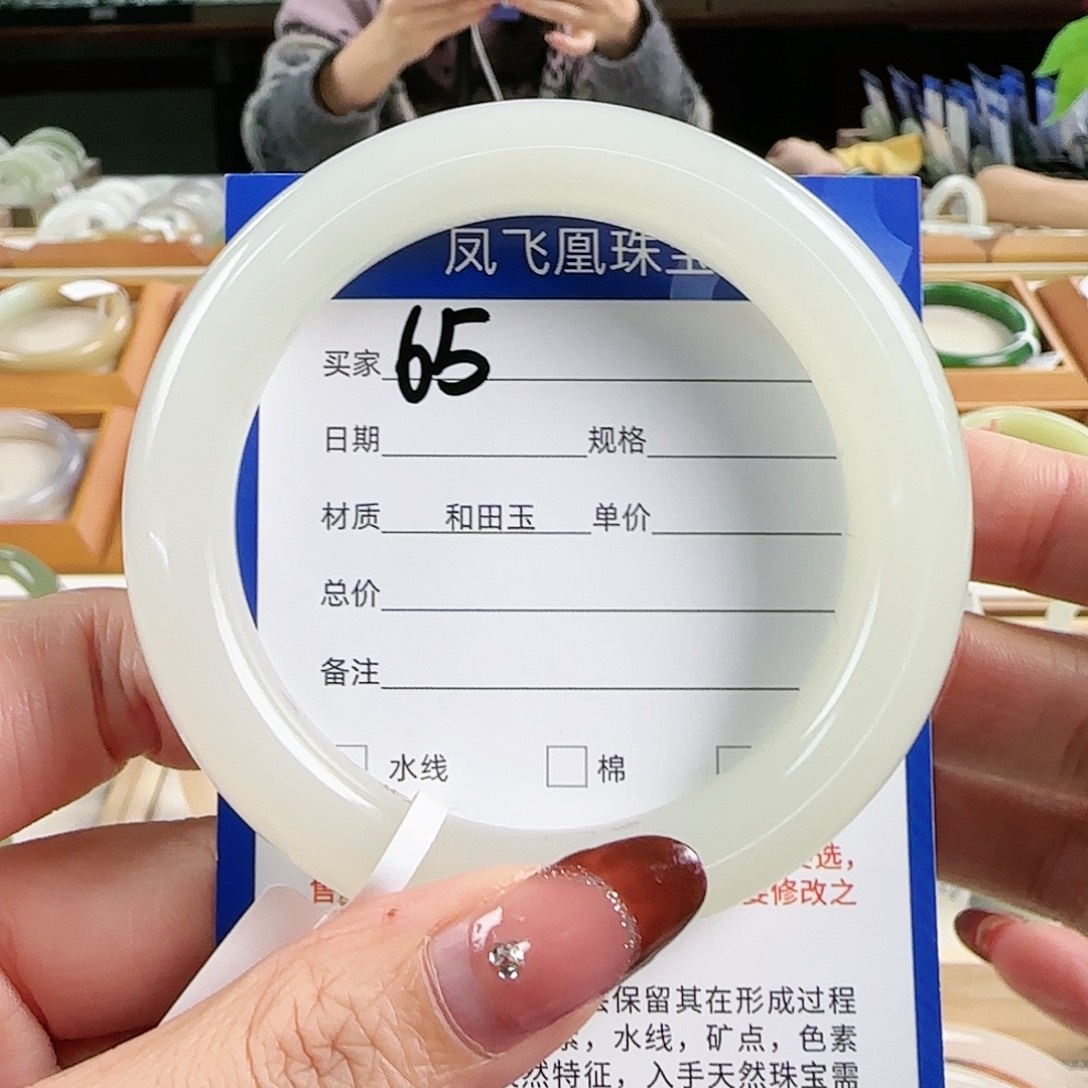 凤飞凰珠宝
买家 65
日期 规格
材质 和田玉 单价
总价
备注
水线 棉
选，
售 修改之
保留其在形成过程
，水线，矿点，色素
然特征，入手天然珠宝需